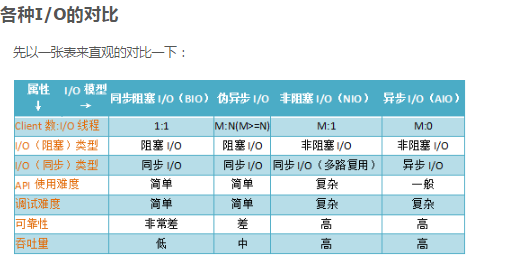 各种I/O的对比
先以一张表来直观的对比一下：
属性 I/O 模型 同步阻塞 I/O（BIO） 伪异步 I/O 非阻塞 I/O（NIO） 异步 I/O（AIO）
↓ →
Client 数:I/O 线程 1:1 M:N(M>=N) M:1 M:0
I/O（阻塞）类型 阻塞 I/O 阻塞 I/O 非阻塞 I/O 非阻塞 I/O
I/O（同步）类型 同步 I/O 同步 I/O 同步 I/O（多路复用） 异步 I/O
API 使用难度 简单 简单 复杂 一般
调试难度 简单 简单 复杂 复杂
可靠性 非常差 差 高 高
吞吐量 低 中 高 高